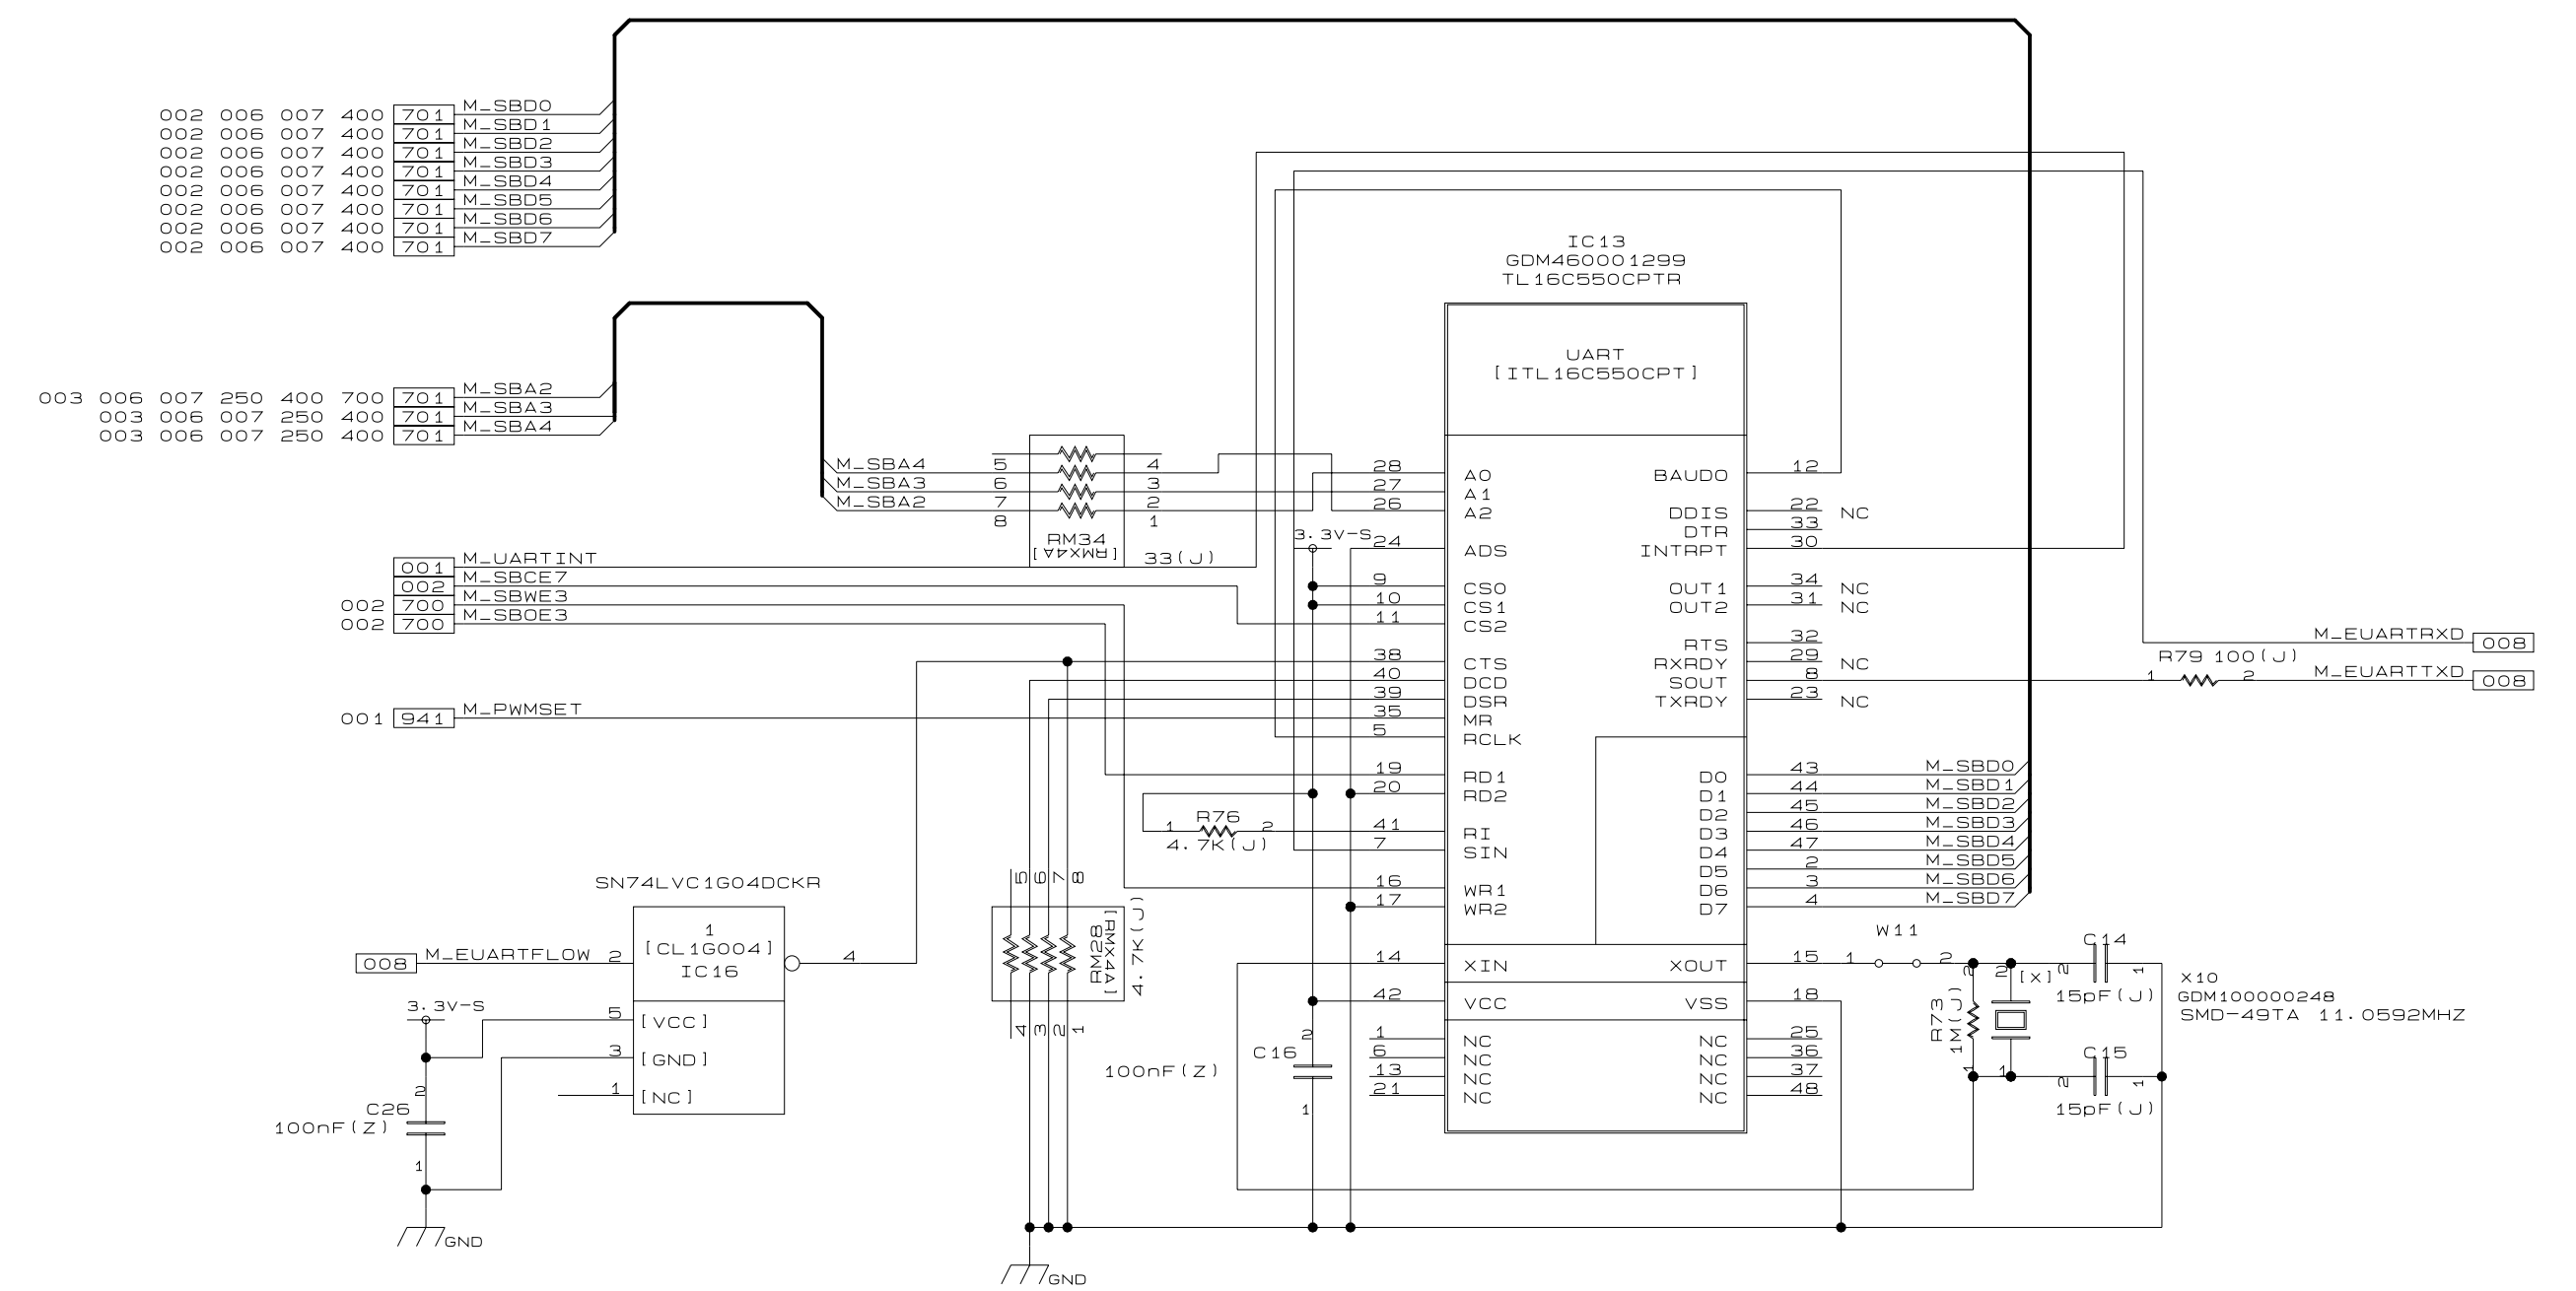 002 006 007 400 701 M_SBD0
002 006 007 400 701 M_SBD1
002 006 007 400 701 M_SBD2
002 006 007 400 701 M_SBD3
002 006 007 400 701 M_SBD4
002 006 007 400 701 M_SBD5
002 006 007 400 701 M_SBD6
002 006 007 400 701 M_SBD7
IC13
GDM460001299
TL16C550CPTR
UART
[ITL16C550CPT]
003 006 007 250 400 700 701 M_SBA2
003 006 007 250 400 701 M_SBA3
003 006 007 250 400 701 M_SBA4
M_SBA4 5 4
M_SBA3 6 3
M_SBA2 7 2
8 1
RM34
[RMX4A]
33(J)
001 M_UARTINT
002 M_SBCE7
002 700 M_SBWE3
002 700 M_SBOE3
001 941 M_PWMSET
3.3V-S
28 A0
27 A1
26 A2
24 ADS
9 CS0
10 CS1
11 CS2
38 CTS
40 DCD
39 DSR
35 MR
5 RCLK
19 RD1
20 RD2
41 RI
7 SIN
16 WR1
17 WR2
14 XIN
42 VCC
1 NC
6 NC
13 NC
21 NC
BAUDO 12
DDIS 22 NC
DTR 33
INTRPT 30
OUT1 34 NC
OUT2 31 NC
RTS 32
RXRDY 29 NC
SOUT 8
TXRDY 23 NC
D0 43 M_SBD0
D1 44 M_SBD1
D2 45 M_SBD2
D3 46 M_SBD3
D4 47 M_SBD4
D5 2 M_SBD5
D6 3 M_SBD6
D7 4 M_SBD7
XOUT 15
VSS 18
NC 25
NC 36
NC 37
NC 48
M_EUARTRXD 008
R79 100(J)
1 2 M_EUARTTXD 008
R76
1 2
4.7K(J)
5 6 7 8
RM28
[RMX4A]
4.7K(J)
4 3 2 1
SN74LVC1G04DCKR
1
[CL1G004]
IC16
008 M_EUARTFLOW 2
4
3.3V-S
5 [VCC]
3 [GND]
1 [NC]
2
C26
100nF(Z)
1
GND
2
C16
100nF(Z)
1
GND
W11
1 2
2
R73
1M(J)
1
2
[X]
1
C14
2 1
15pF(J)
C15
2 1
15pF(J)
X10
GDM100000248
SMD-49TA 11.0592MHZ